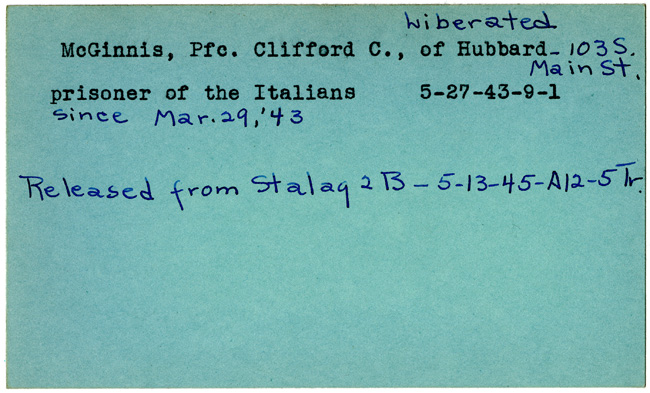 Liberated
McGinnis, Pfc. Clifford C., of Hubbard - 103 S.
Main St.
prisoner of the Italians 5-27-43-9-1
since Mar. 29, '43
Released from Stalag 2 B - 5-13-45-A12-5 Tr.